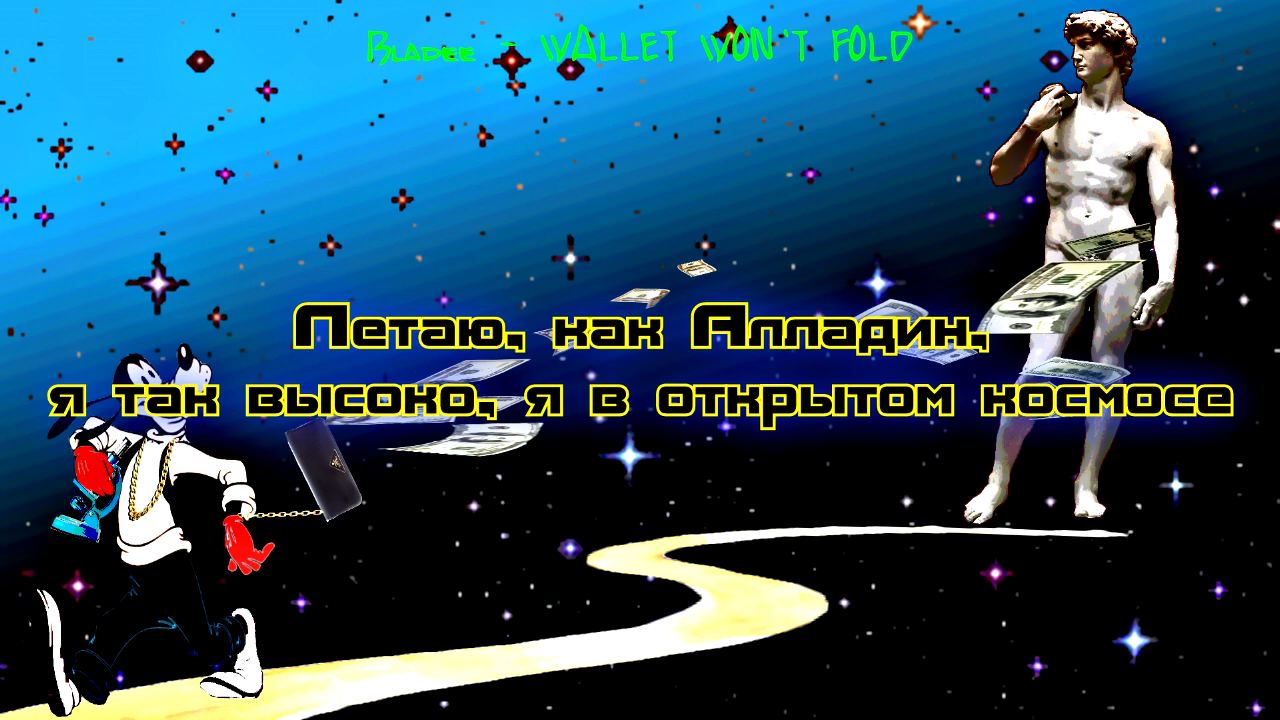 Bladee - WALLET WON'T FOLD
Летаю, как Алладин,
я так высоко, я в открытом космосе